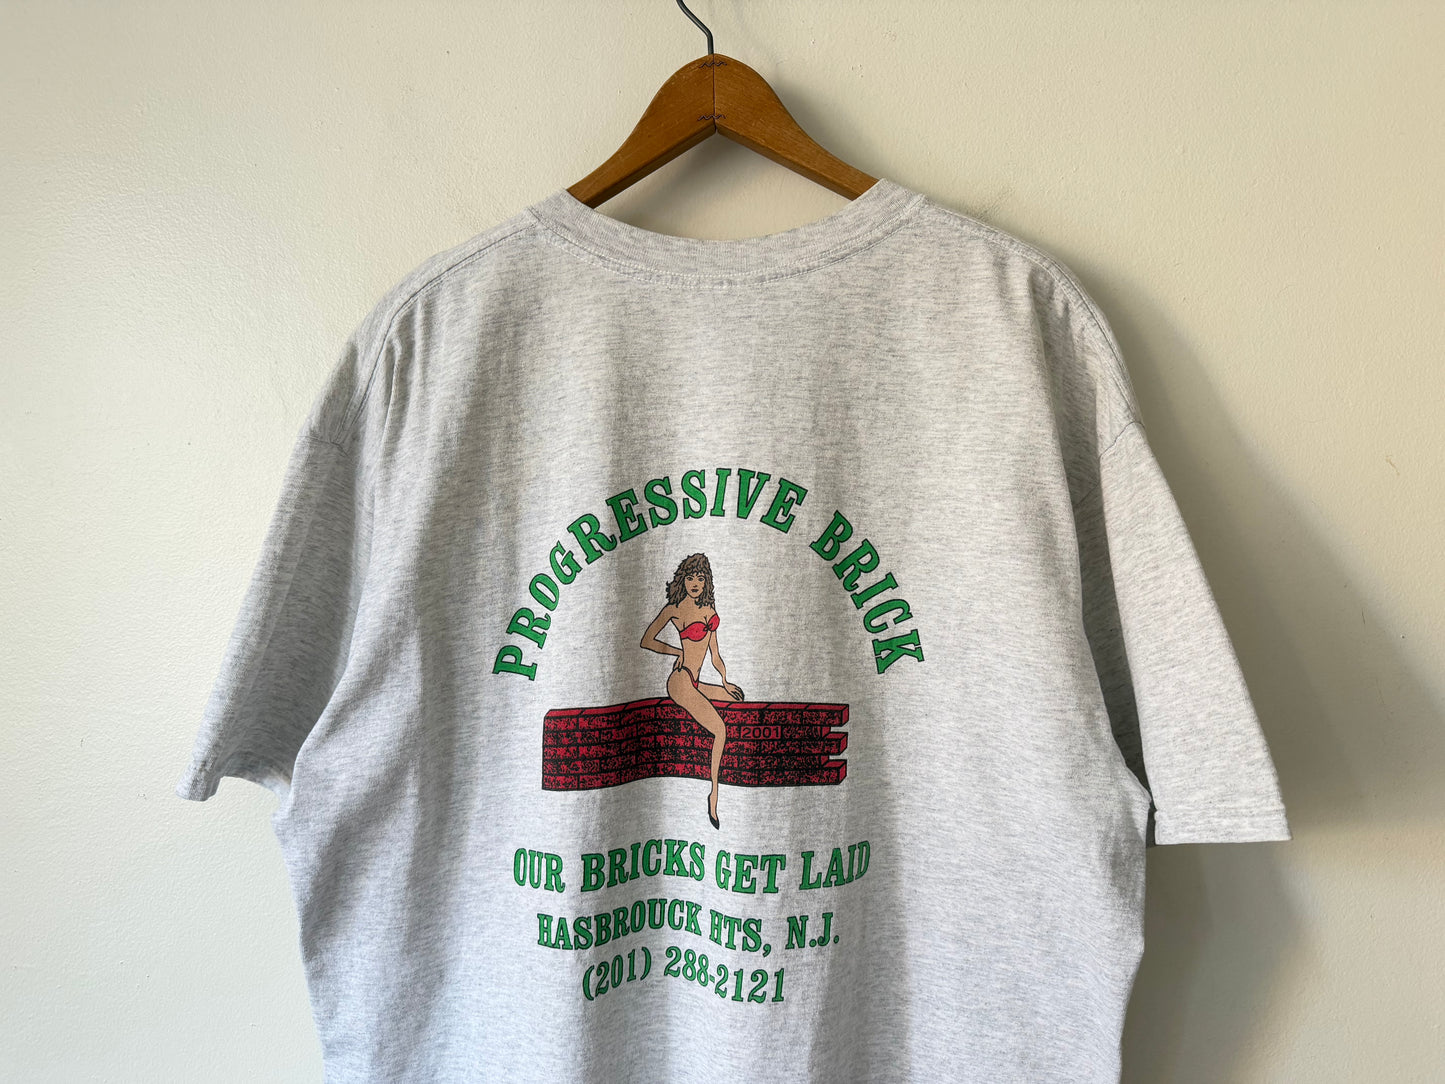 PROGRESSIVE BRICK
2001
OUR BRICKS GET LAID
HASBROUCK HTS, N.J.
(201) 288-2121